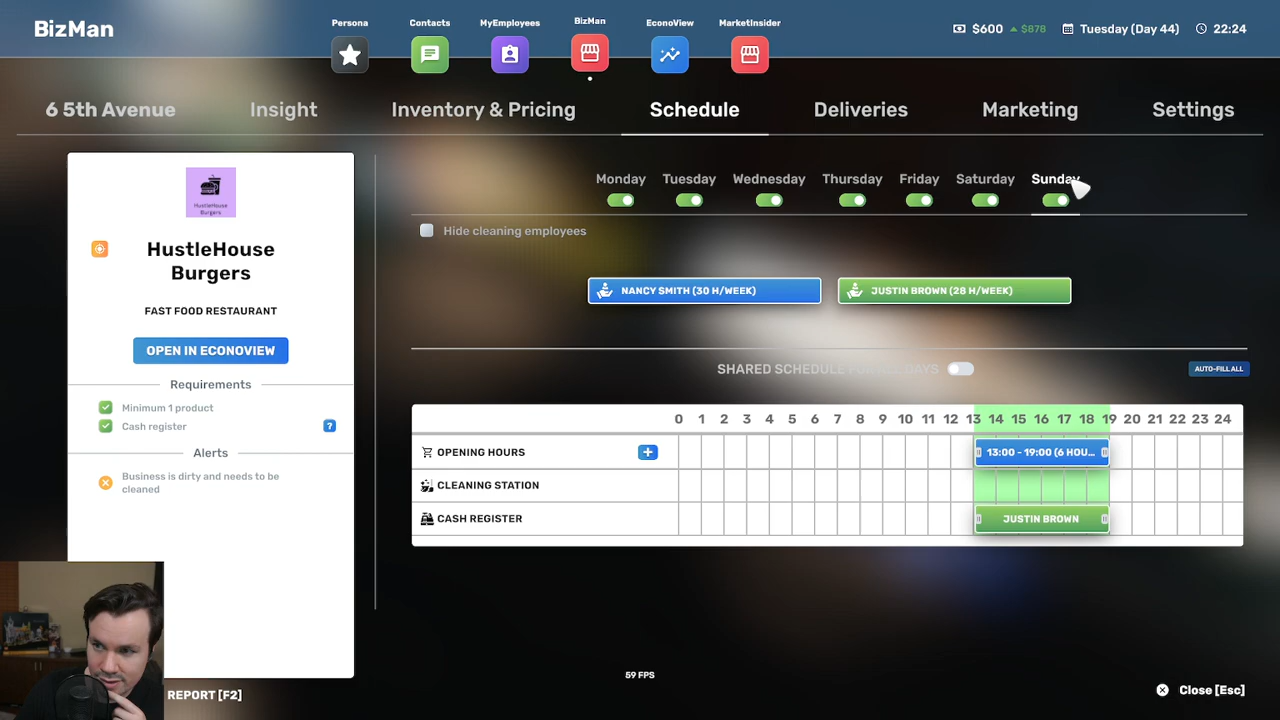 BizMan
Persona
Contacts
MyEmployees
BizMan
EconoView
MarketInsider
$600 ▲ $878
Tuesday (Day 44)
22:24
6 5th Avenue
Insight
Inventory & Pricing
Schedule
Deliveries
Marketing
Settings
HustleHouse
Burgers
HustleHouse
Burgers
FAST FOOD RESTAURANT
OPEN IN ECONOVIEW
Requirements
Minimum 1 product
Cash register
?
Alerts
Business is dirty and needs to be
cleaned
REPORT [F2]
Monday
Tuesday
Wednesday
Thursday
Friday
Saturday
Sunday
Hide cleaning employees
NANCY SMITH (30 H/WEEK)
JUSTIN BROWN (28 H/WEEK)
SHARED SCHEDULE FOR ALL DAYS
AUTO-FILL ALL
0 1 2 3 4 5 6 7 8 9 10 11 12 13 14 15 16 17 18 19 20 21 22 23 24
OPENING HOURS
+
13:00 - 19:00 (6 HOU...
CLEANING STATION
CASH REGISTER
JUSTIN BROWN
59 FPS
Close [Esc]